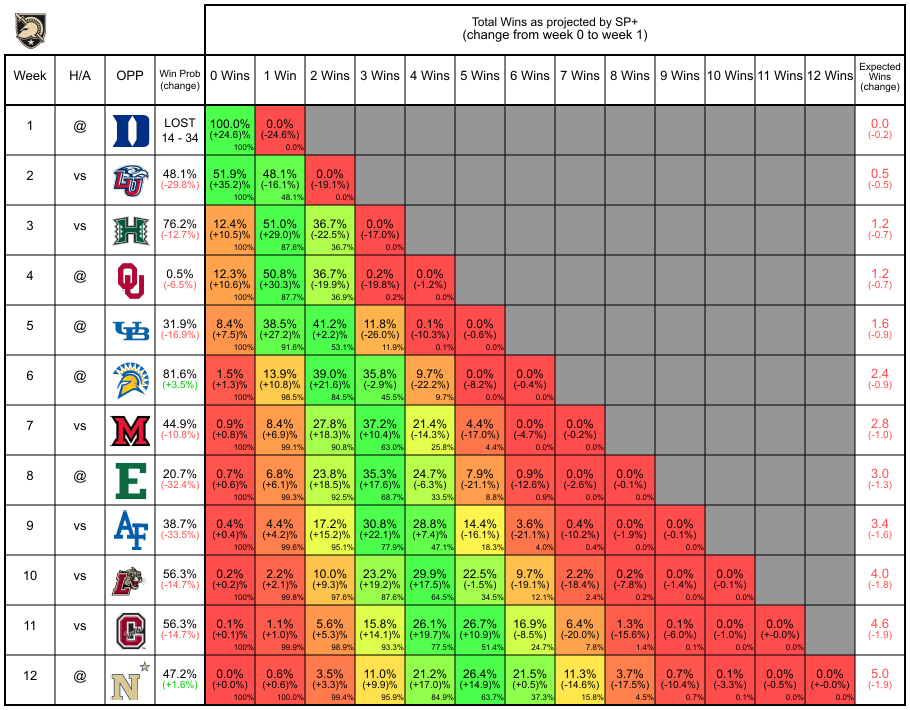 Total Wins as projected by SP+
(change from week 0 to week 1)
Week H/A OPP Win Prob (change) 0 Wins 1 Win 2 Wins 3 Wins 4 Wins 5 Wins 6 Wins 7 Wins 8 Wins 9 Wins 10 Wins 11 Wins 12 Wins Expected Wins (change)
1 @ D LOST 100.0% 0.0% 0.0
14 - 34 (+24.6)% (-24.6%) (-0.2)
100% 0.0%
2 vs LU 48.1% 51.9% 48.1% 0.0% 0.5
(-29.8%) (+35.2)% (-16.1%) (-19.1%) (-0.5)
100% 48.1% 0.0%
3 vs H 76.2% 12.4% 51.0% 36.7% 0.0% 1.2
(-12.7%) (+10.5)% (+29.0)% (-22.5%) (-17.0%) (-0.7)
100% 87.6% 36.7% 0.0%
4 @ OU 0.5% 12.3% 50.8% 36.7% 0.2% 0.0% 1.2
(-6.5%) (+10.6)% (+30.3)% (-19.9%) (-19.8%) (-1.2%) (-0.7)
100% 87.7% 36.9% 0.2% 0.0%
5 @ UB 31.9% 8.4% 38.5% 41.2% 11.8% 0.1% 0.0% 1.6
(-16.9%) (+7.5)% (+27.2)% (+2.2)% (-26.0%) (-10.3%) (-0.6%) (-0.9)
100% 91.6% 53.1% 11.9% 0.1% 0.0%
6 @ 81.6% 1.5% 13.9% 39.0% 35.8% 9.7% 0.0% 0.0% 2.4
(+3.5%) (+1.3)% (+10.8)% (+21.6)% (-2.9%) (-22.2%) (-8.2%) (-0.4%) (-0.9)
100% 98.5% 84.5% 45.5% 9.7% 0.0% 0.0%
7 vs M 44.9% 0.9% 8.4% 27.8% 37.2% 21.4% 4.4% 0.0% 0.0% 2.8
(-10.8%) (+0.8)% (+6.9)% (+18.3)% (+10.4)% (-14.3%) (-17.0%) (-4.7%) (-0.2%) (-1.0)
100% 99.1% 90.8% 63.0% 25.8% 4.4% 0.0% 0.0%
8 @ E 20.7% 0.7% 6.8% 23.8% 35.3% 24.7% 7.9% 0.9% 0.0% 0.0% 3.0
(-32.4%) (+0.6)% (+6.1)% (+18.5)% (+17.6)% (-6.3%) (-21.1%) (-12.6%) (-2.6%) (-0.1%) (-1.3)
100% 99.3% 92.5% 68.7% 33.5% 8.8% 0.9% 0.0% 0.0%
9 vs AF 38.7% 0.4% 4.4% 17.2% 30.8% 28.8% 14.4% 3.6% 0.4% 0.0% 0.0% 3.4
(-33.5%) (+0.4)% (+4.2)% (+15.2)% (+22.1)% (+7.4)% (-16.1%) (-21.1%) (-10.2%) (-1.9%) (-0.1%) (-1.6)
100% 99.6% 95.1% 77.9% 47.1% 18.3% 4.0% 0.4% 0.0% 0.0%
10 vs L 56.3% 0.2% 2.2% 10.0% 23.2% 29.9% 22.5% 9.7% 2.2% 0.2% 0.0% 0.0% 4.0
(-14.7%) (+0.2)% (+2.1)% (+9.3)% (+19.2)% (+17.5)% (-1.5%) (-19.1%) (-18.4%) (-7.8%) (-1.4%) (-0.1%) (-1.8)
100% 99.8% 97.6% 87.6% 64.5% 34.5% 12.1% 2.4% 0.2% 0.0% 0.0%
11 vs C 56.3% 0.1% 1.1% 5.6% 15.8% 26.1% 26.7% 16.9% 6.4% 1.3% 0.1% 0.0% 0.0% 4.6
(-14.7%) (+0.1)% (+1.0)% (+5.3)% (+14.1)% (+19.7)% (+10.9)% (-8.5%) (-20.0%) (-15.6%) (-6.0%) (-1.0%) (+-0.0%) (-1.9)
100% 99.9% 98.9% 93.3% 77.5% 51.4% 24.7% 7.8% 1.4% 0.1% 0.0% 0.0%
12 @ N 47.2% 0.0% 0.6% 3.5% 11.0% 21.2% 26.4% 21.5% 11.3% 3.7% 0.7% 0.1% 0.0% 0.0% 5.0
(+1.6%) (+0.0)% (+0.6)% (+3.3)% (+9.9)% (+17.0)% (+14.9)% (+0.5)% (-14.6%) (-17.5%) (-10.4%) (-3.3%) (-0.5%) (+-0.0%) (-1.9)
100% 100.0% 99.4% 95.9% 84.9% 63.7% 37.3% 15.8% 4.5% 0.7% 0.1% 0.0% 0.0%